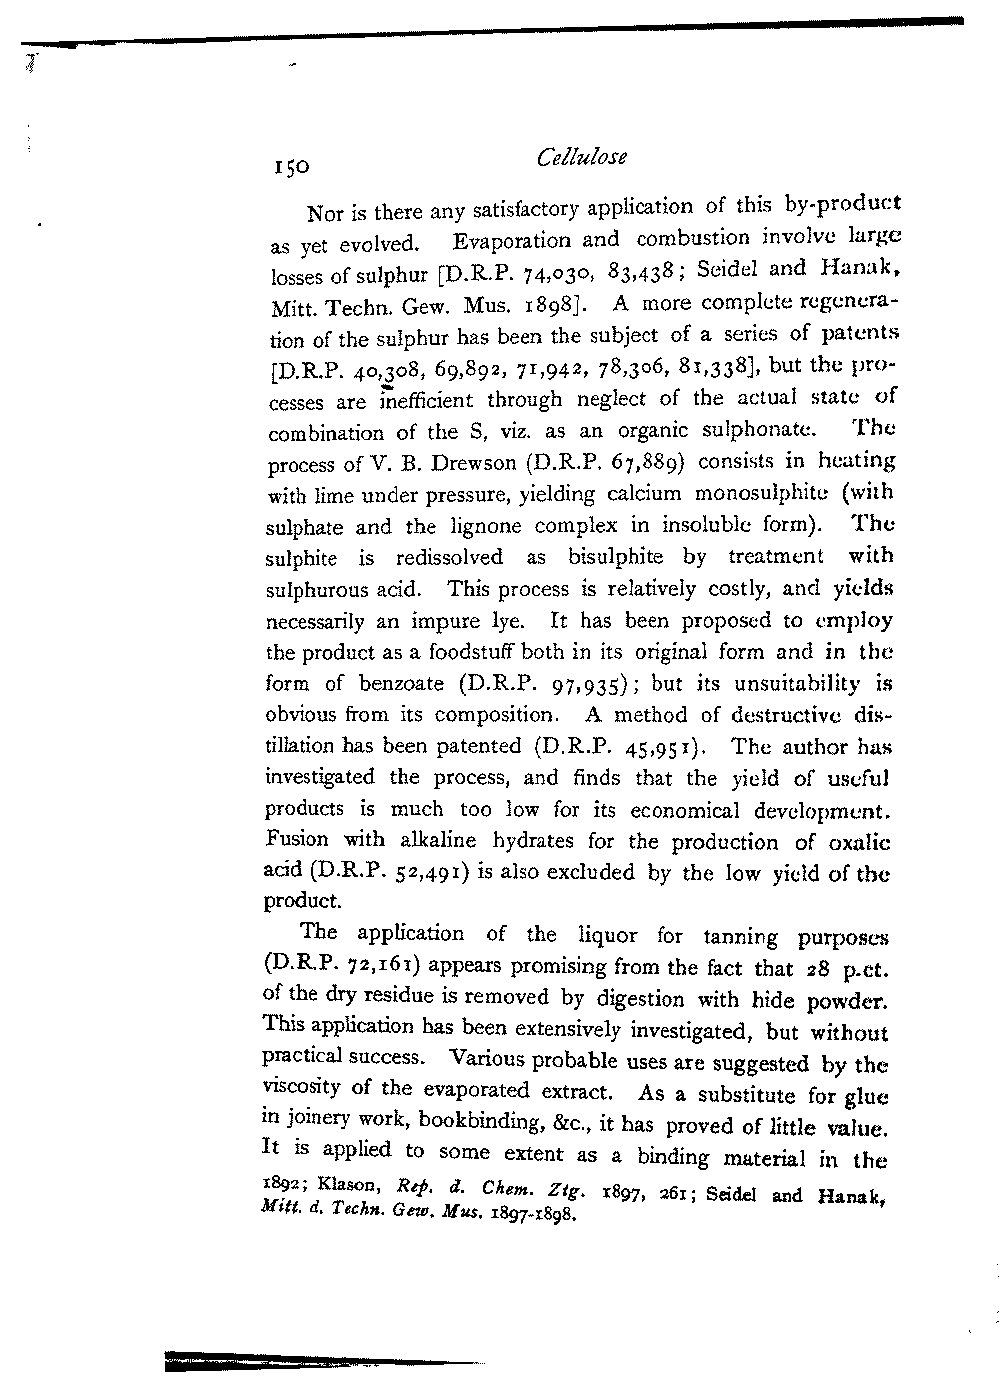 150 Cellulose
Nor is there any satisfactory application of this by-product
as yet evolved. Evaporation and combustion involve large
losses of sulphur [D.R.P. 74,030, 83,438; Seidel and Hanak,
Mitt. Techn. Gew. Mus. 1898]. A more complete regenera-
tion of the sulphur has been the subject of a series of patents
[D.R.P. 40,308, 69,892, 71,942, 78,306, 81,338], but the pro-
cesses are inefficient through neglect of the actual state of
combination of the S, viz. as an organic sulphonate. The
process of V. B. Drewson (D.R.P. 67,889) consists in heating
with lime under pressure, yielding calcium monosulphite (with
sulphate and the lignone complex in insoluble form). The
sulphite is redissolved as bisulphite by treatment with
sulphurous acid. This process is relatively costly, and yields
necessarily an impure lye. It has been proposed to employ
the product as a foodstuff both in its original form and in the
form of benzoate (D.R.P. 97,935); but its unsuitability is
obvious from its composition. A method of destructive dis-
tillation has been patented (D.R.P. 45,951). The author has
investigated the process, and finds that the yield of useful
products is much too low for its economical development.
Fusion with alkaline hydrates for the production of oxalic
acid (D.R.P. 52,491) is also excluded by the low yield of the
product.
The application of the liquor for tanning purposes
(D.R.P. 72,161) appears promising from the fact that 28 p.ct.
of the dry residue is removed by digestion with hide powder.
This application has been extensively investigated, but without
practical success. Various probable uses are suggested by the
viscosity of the evaporated extract. As a substitute for glue
in joinery work, bookbinding, &c., it has proved of little value.
It is applied to some extent as a binding material in the
1892; Klason, Rep. d. Chem. Ztg. 1897, 261; Seidel and Hanak,
Mitt. d. Techn. Gew. Mus. 1897-1898.